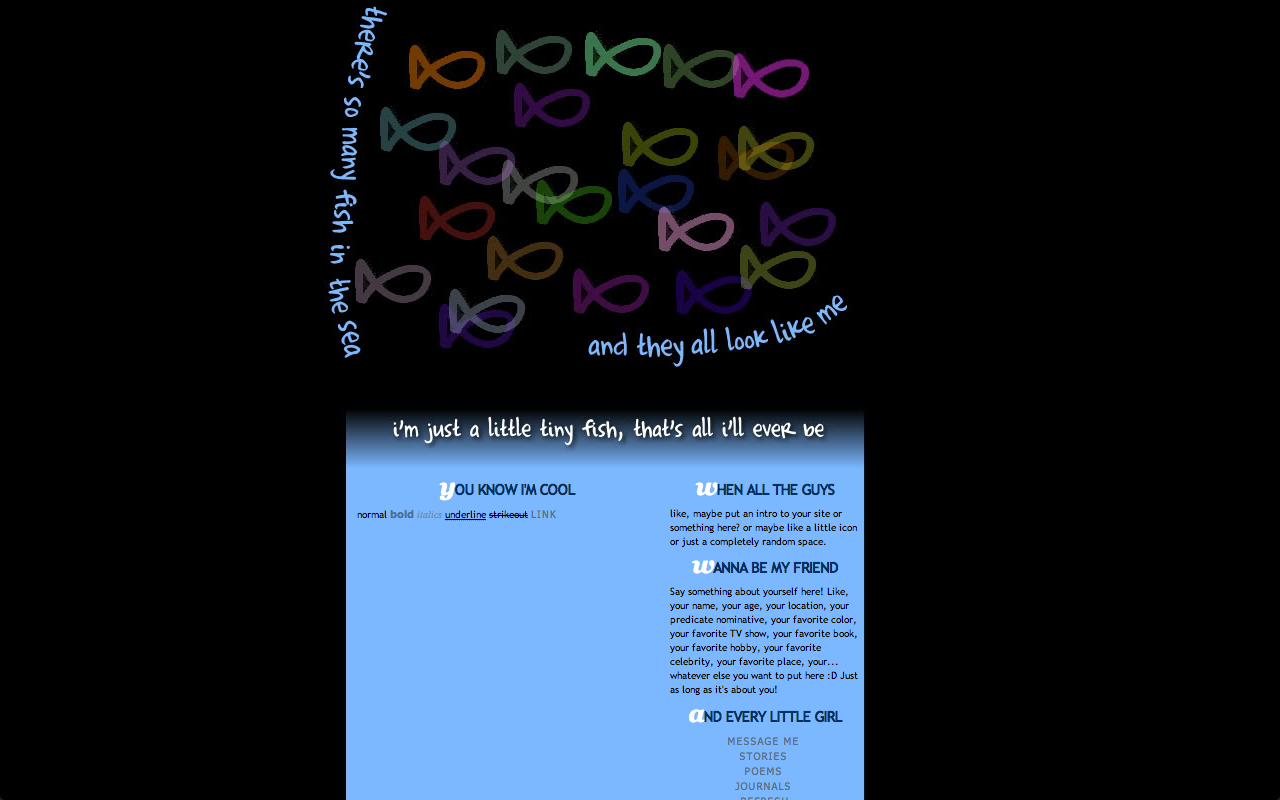 there's so many fish in the sea
and they all look like me
i'm just a little tiny fish, that's all i'll ever be
yOU KNOW I'M COOL
normal bold italics underline strikeout LINK
wHEN ALL THE GUYS
like, maybe put an intro to your site or
something here? or maybe like a little icon
or just a completely random space.
wANNA BE MY FRIEND
Say something about yourself here! Like,
your name, your age, your location, your
predicate nominative, your favorite color,
your favorite TV show, your favorite book,
your favorite hobby, your favorite
celebrity, your favorite place, your...
whatever else you want to put here :D Just
as long as it's about you!
aND EVERY LITTLE GIRL
MESSAGE ME
STORIES
POEMS
JOURNALS
REFRESH